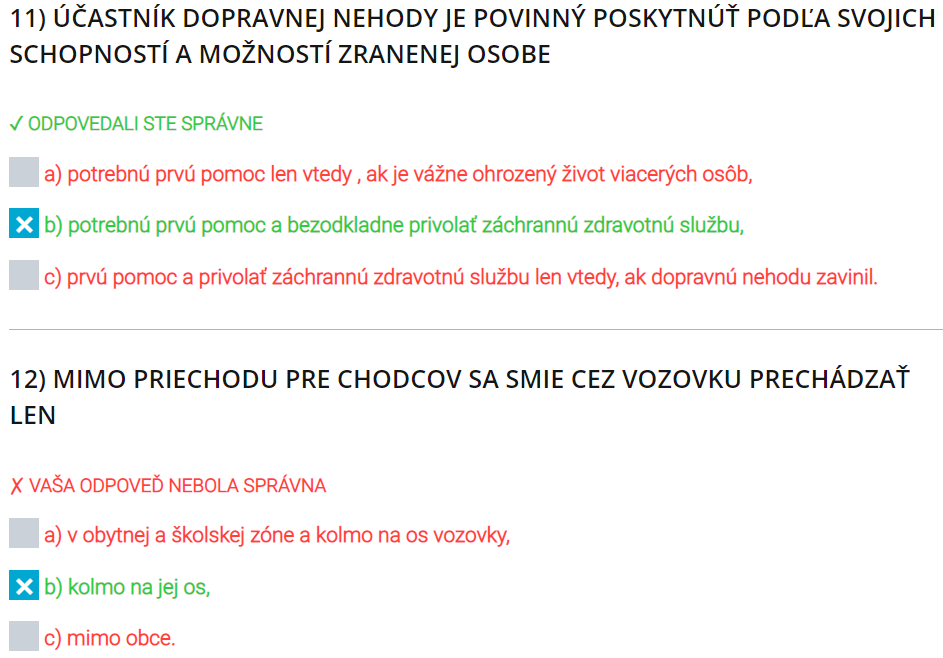 11) ÚČASTNÍK DOPRAVNEJ NEHODY JE POVINNÝ POSKYTNÚŤ PODĽA SVOJICH
SCHOPNOSTÍ A MOŽNOSTÍ ZRANENEJ OSOBE
✓ ODPOVEDALI STE SPRÁVNE
a) potrebnú prvú pomoc len vtedy , ak je vážne ohrozený život viacerých osôb,
b) potrebnú prvú pomoc a bezodkladne privolať záchrannú zdravotnú službu,
c) prvú pomoc a privolať záchrannú zdravotnú službu len vtedy, ak dopravnú nehodu zavinil.
12) MIMO PRIECHODU PRE CHODCOV SA SMIE CEZ VOZOVKU PRECHÁDZAŤ
LEN
✗ VAŠA ODPOVEĎ NEBOLA SPRÁVNA
a) v obytnej a školskej zóne a kolmo na os vozovky,
b) kolmo na jej os,
c) mimo obce.